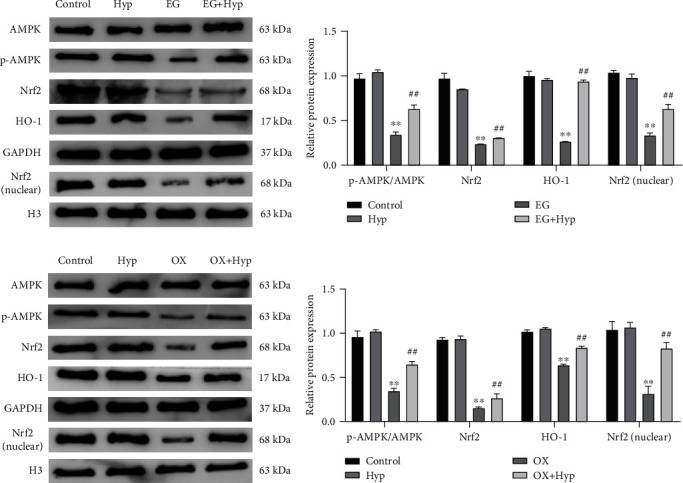 Control Hyp EG EG+Hyp
AMPK 63 kDa
p-AMPK 63 kDa
Nrf2 68 kDa
HO-1 17 kDa
GAPDH 37 kDa
Nrf2
(nuclear) 68 kDa
H3 63 kDa
Relative protein expression
1.5
1.0
0.5
0.0
** ## ** ## ** ## ** ##
p-AMPK/AMPK Nrf2 HO-1 Nrf2 (nuclear)
Control EG
Hyp EG+Hyp
Control Hyp OX OX+Hyp
AMPK 63 kDa
p-AMPK 63 kDa
Nrf2 68 kDa
HO-1 17 kDa
GAPDH 37 kDa
Nrf2
(nuclear) 68 kDa
H3 63 kDa
Relative protein expression
1.5
1.0
0.5
0.0
** ## ** ## ** ## ** ##
p-AMPK/AMPK Nrf2 HO-1 Nrf2 (nuclear)
Control OX
Hyp OX+Hyp